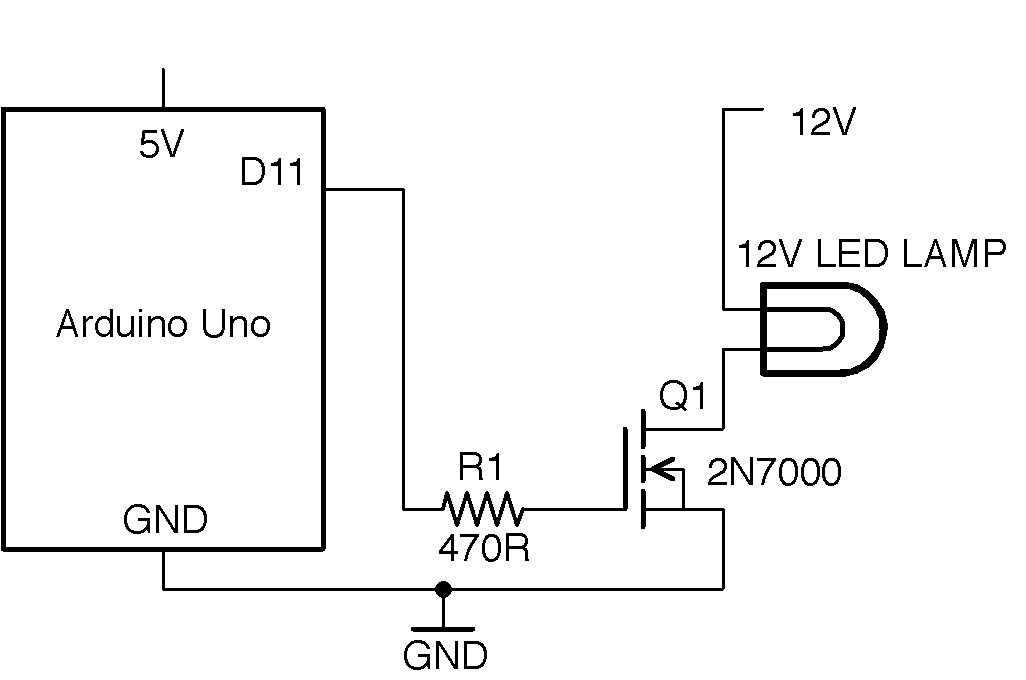 5V
D11
12V
12V LED LAMP
Arduino Uno
Q1
2N7000
R1
470R
GND
GND